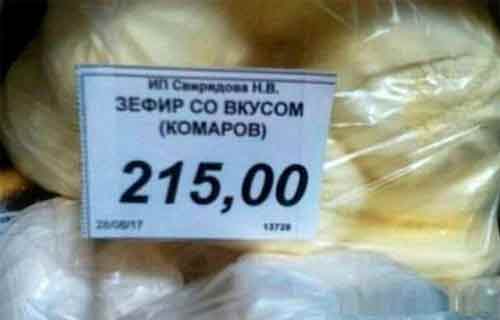 ИП Свиридова Н.В.
ЗЕФИР СО ВКУСОМ
(КОМАРОВ)
215,00
28/08/17 13728